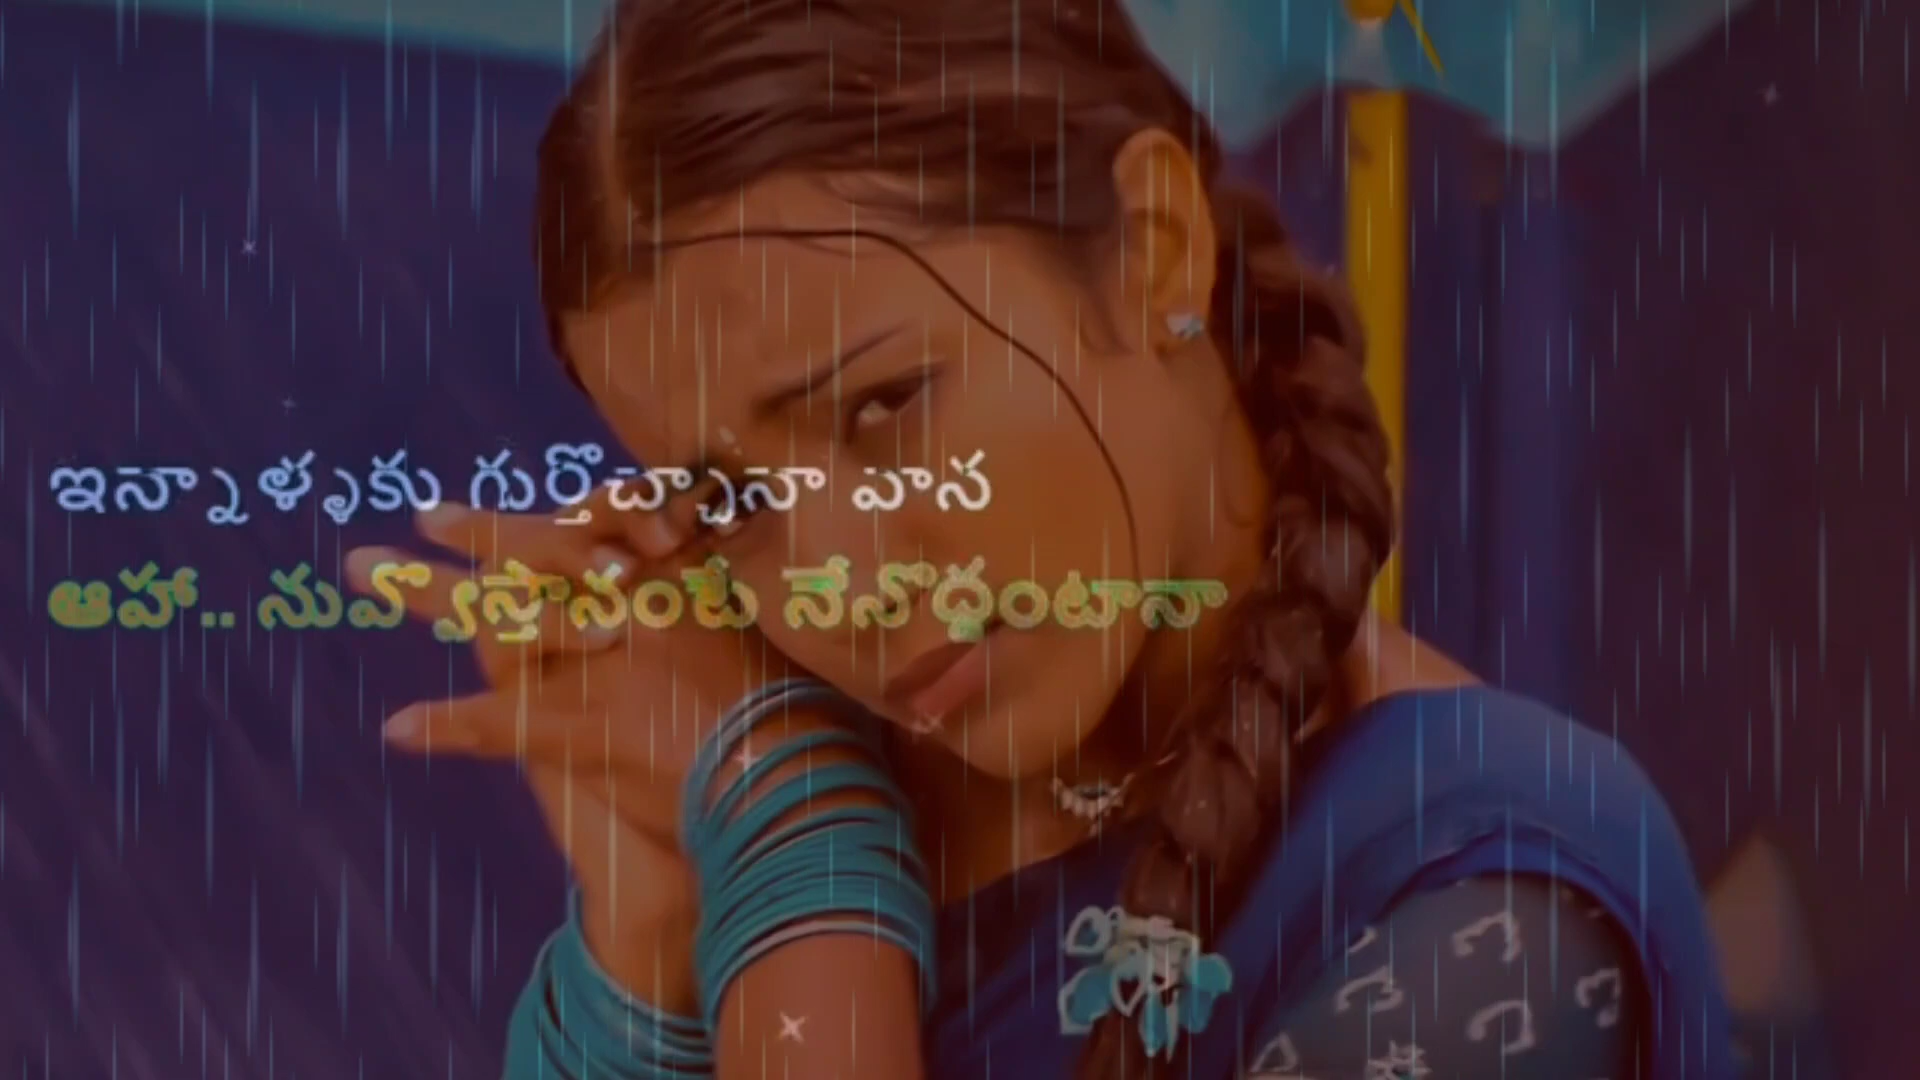 ఇన్నాళ్ళకు గుర్తొచ్చానా వాన
ఆహా.. నువ్వొస్తానంటే నేనొద్దంటానా